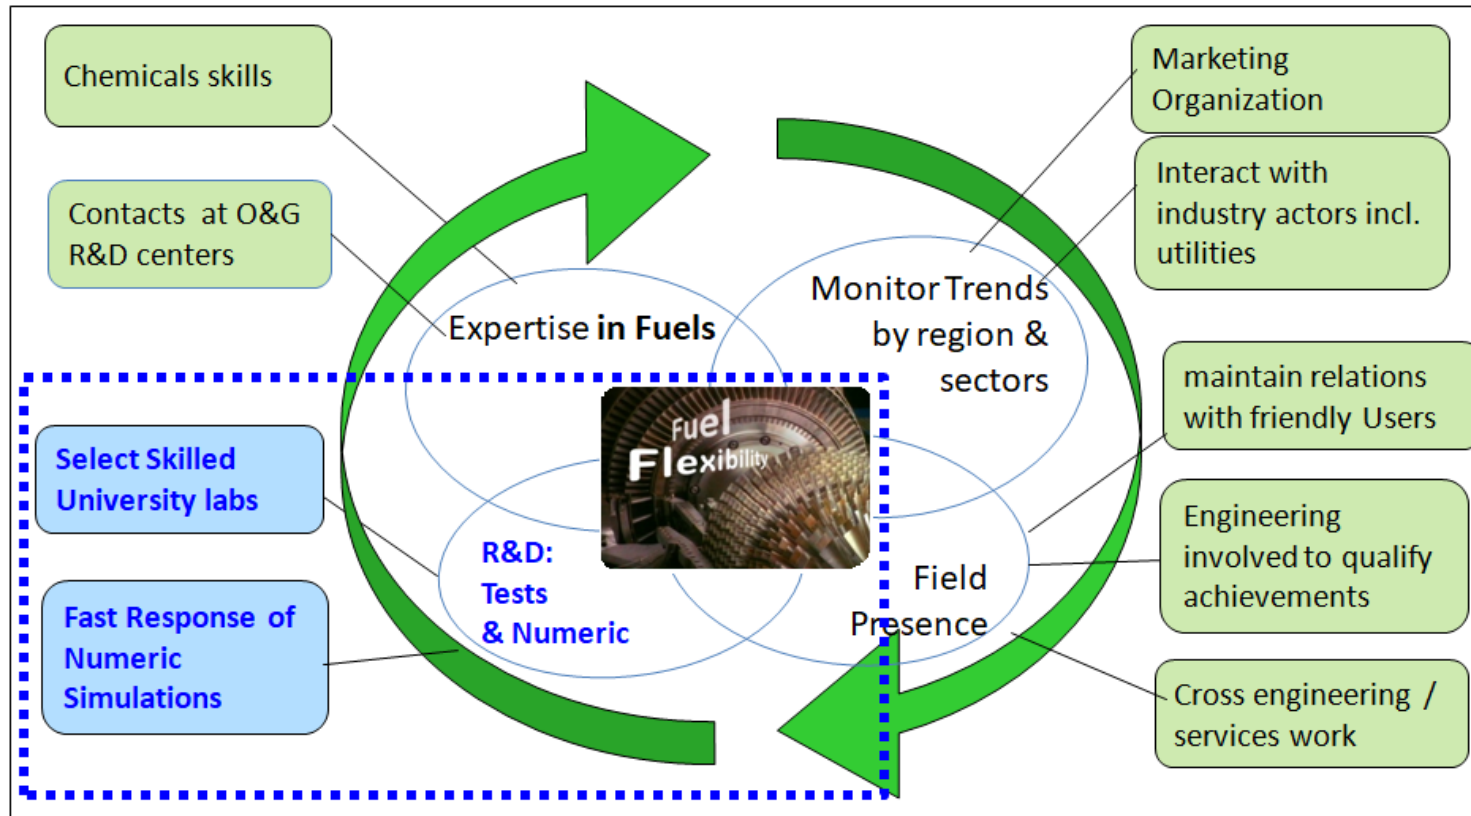 Chemicals skills
Contacts at O&G
R&D centers
Marketing
Organization
Interact with
industry actors incl.
utilities
Expertise in Fuels
Monitor Trends
by region &
sectors
Fuel
Flexibility
maintain relations
with friendly Users
Select Skilled
University labs
Fast Response of
Numeric
Simulations
R&D:
Tests
& Numeric
Field
Presence
Engineering
involved to qualify
achievements
Cross engineering /
services work